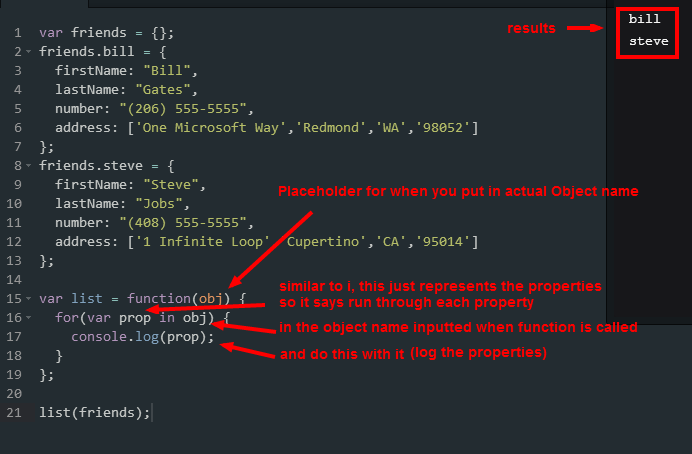 results
bill
steve
1 var friends = {};
2 friends.bill = {
3 firstName: "Bill",
4 lastName: "Gates",
5 number: "(206) 555-5555",
6 address: ['One Microsoft Way','Redmond','WA','98052']
7 };
8 friends.steve = {
9 firstName: "Steve",
10 lastName: "Jobs",
11 number: "(408) 555-5555",
12 address: ['1 Infinite Loop' Cupertino','CA','95014']
13 };
Placeholder for when you put in actual Object name
14
15 var list = function(obj) {
similar to i, this just represents the properties
so it says run through each property
16 for(var prop in obj) {
in the object name inputted when function is called
17 console.log(prop);
and do this with it (log the properties)
18 }
19 };
20
21 list(friends);